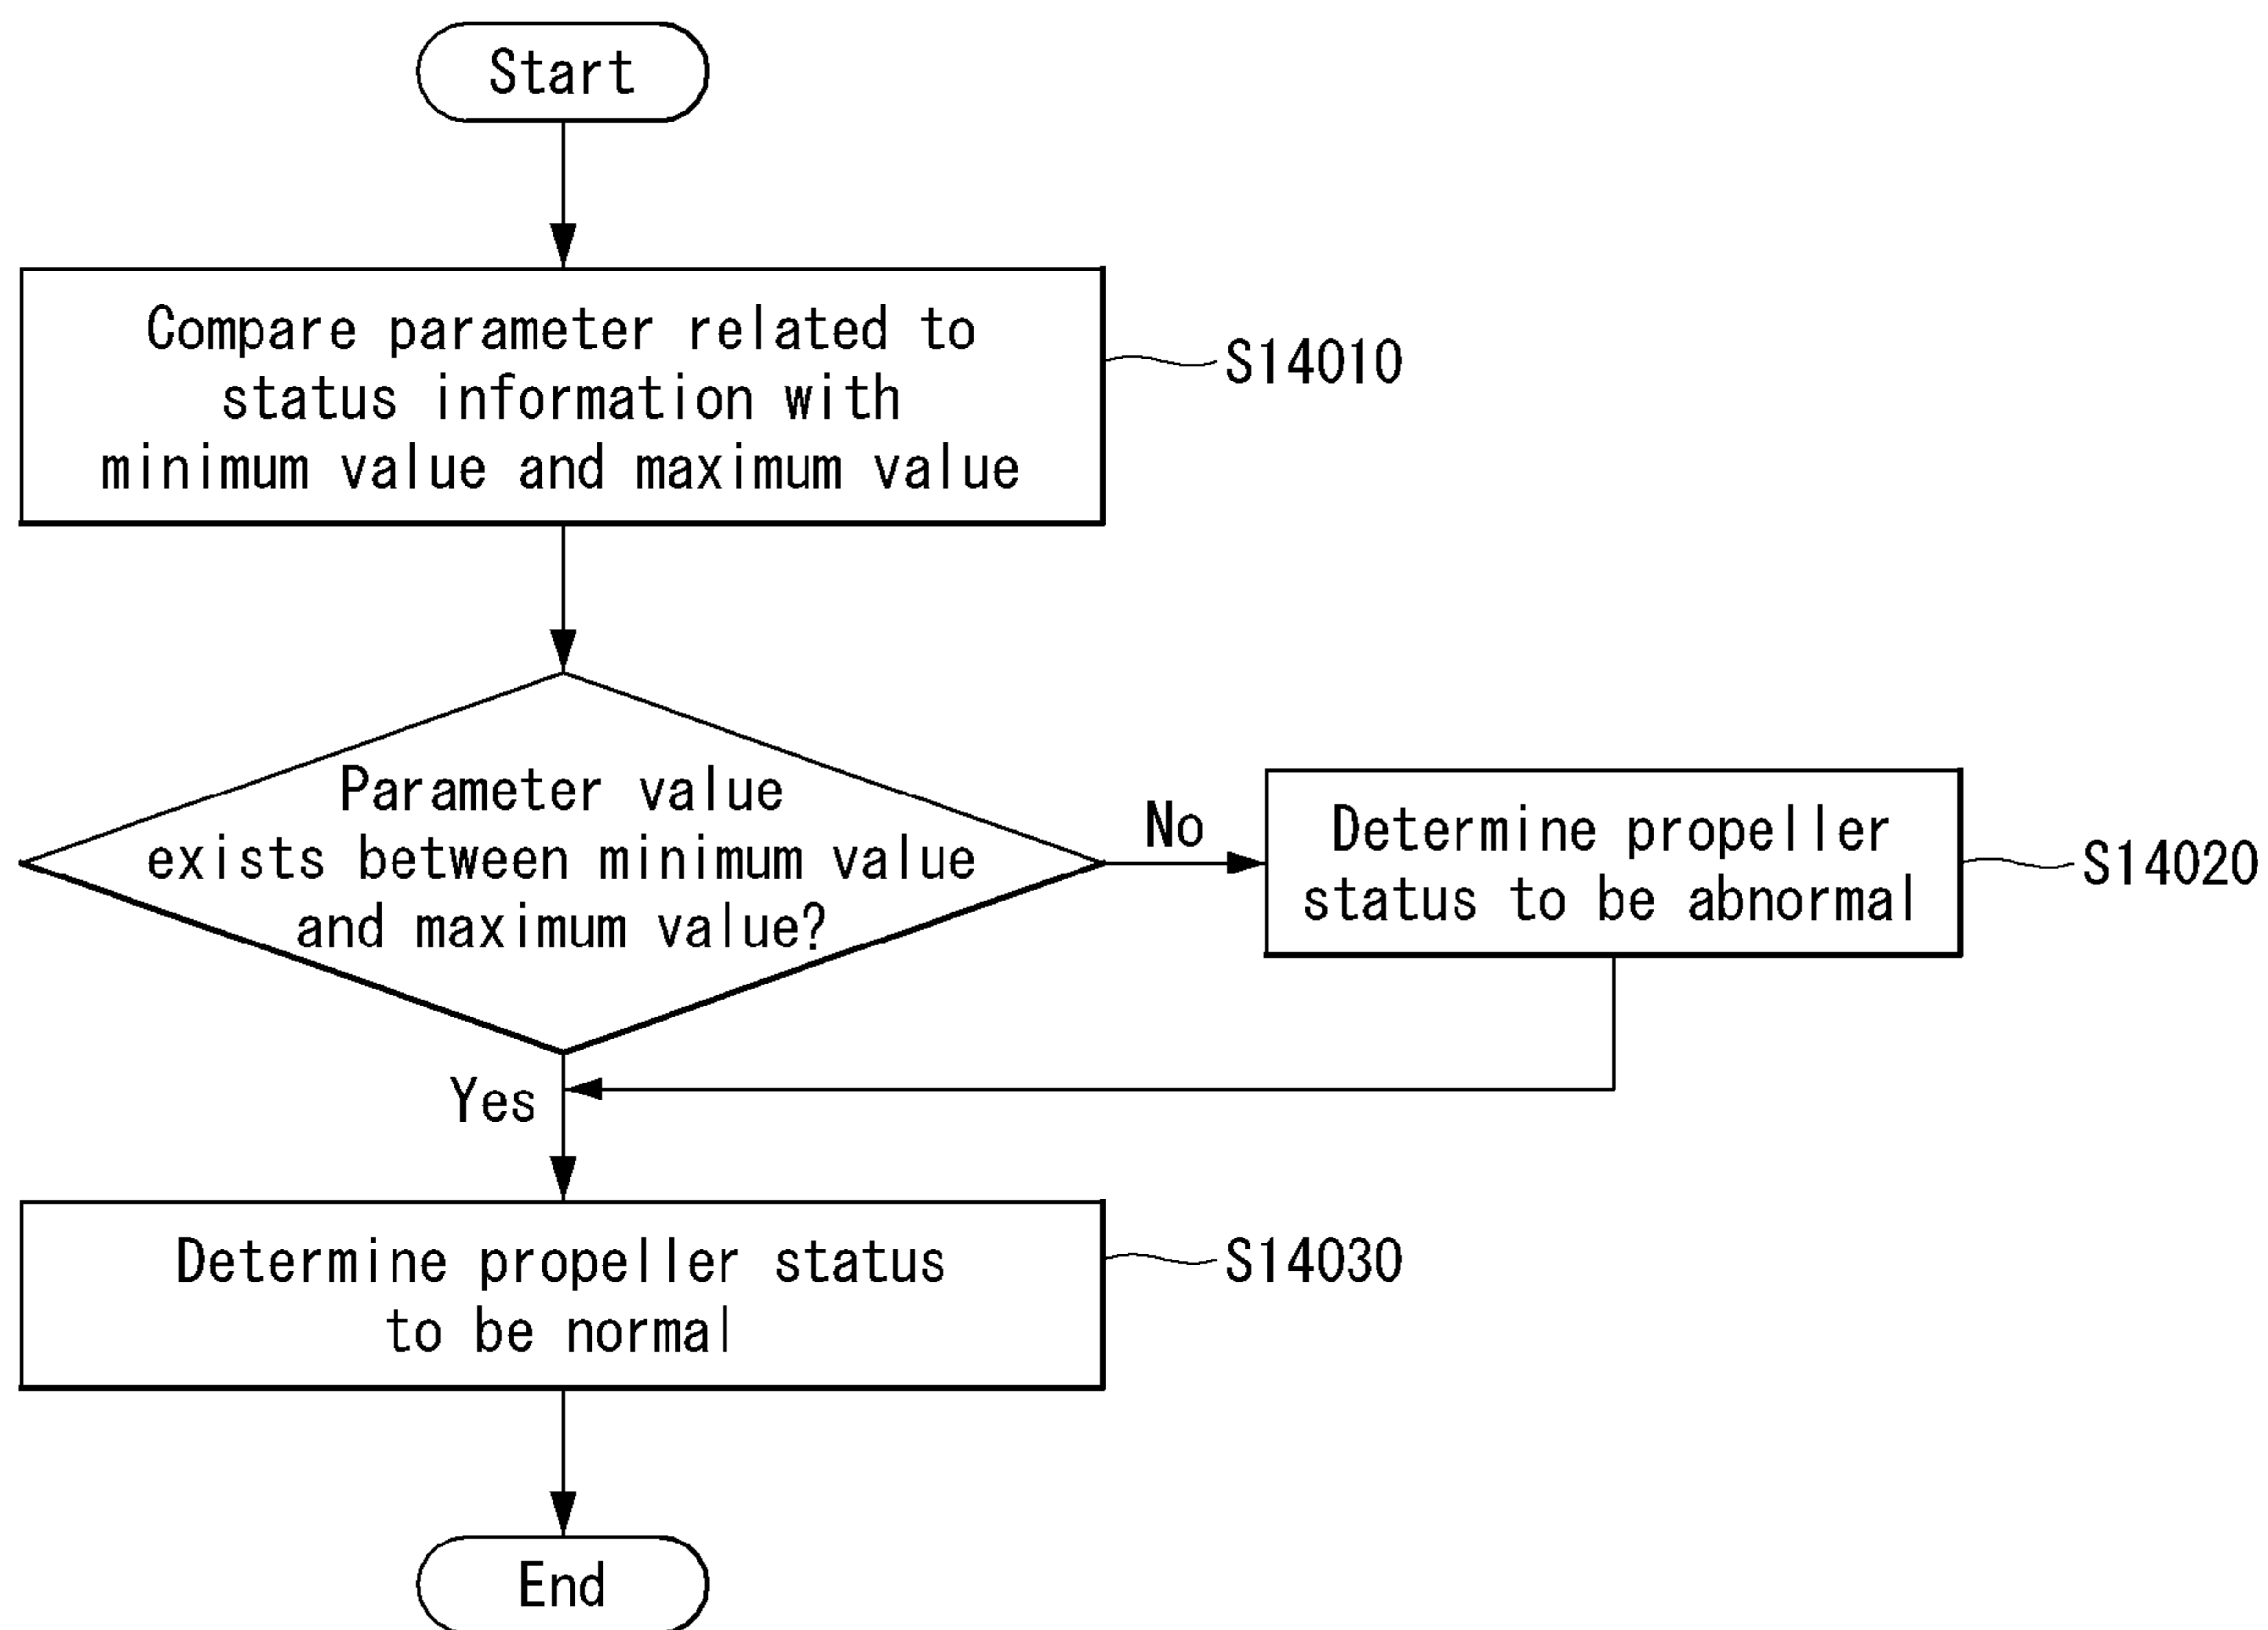 Start
Compare parameter related to
status information with
minimum value and maximum value
S14010
Parameter value
exists between minimum value
and maximum value?
No
Determine propeller
status to be abnormal
S14020
Yes
Determine propeller status
to be normal
S14030
End